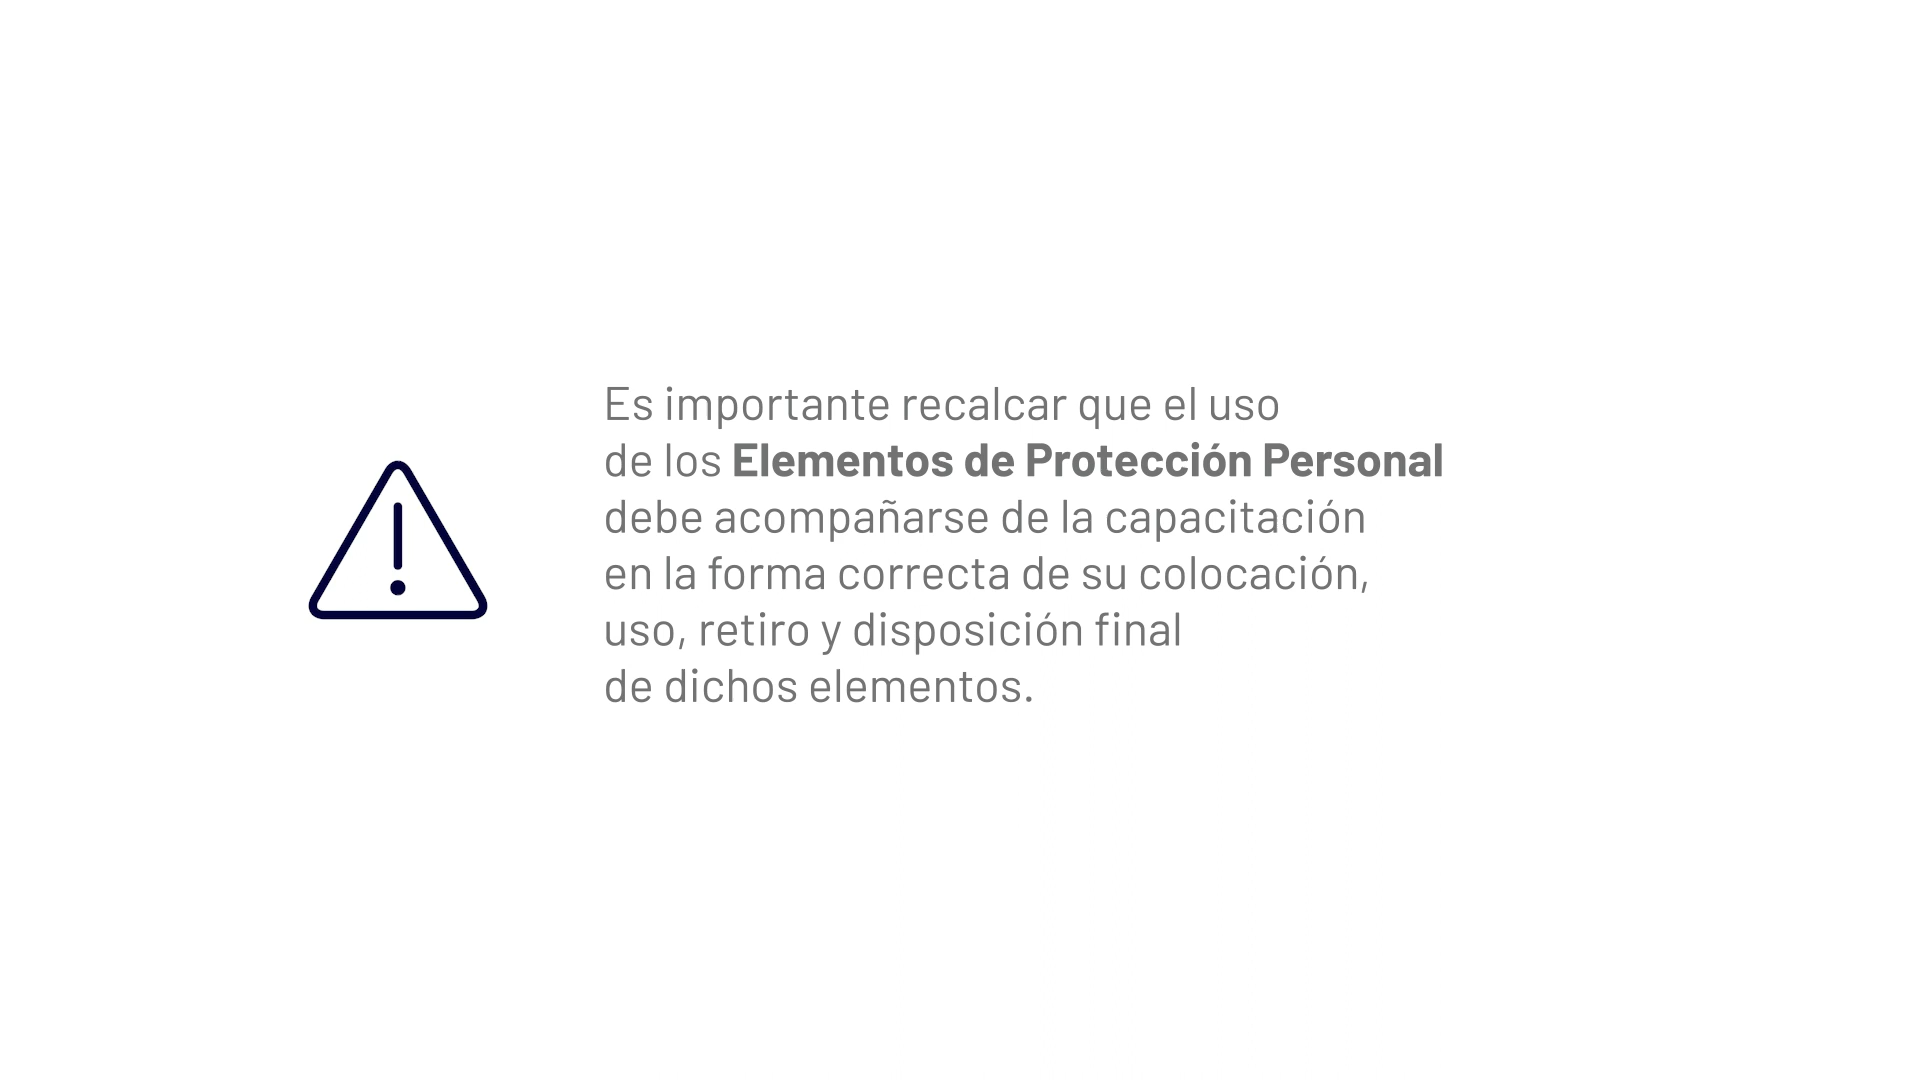 Es importante recalcar que el uso
de los Elementos de Protección Personal
debe acompañarse de la capacitación
en la forma correcta de su colocación,
uso, retiro y disposición final
de dichos elementos.